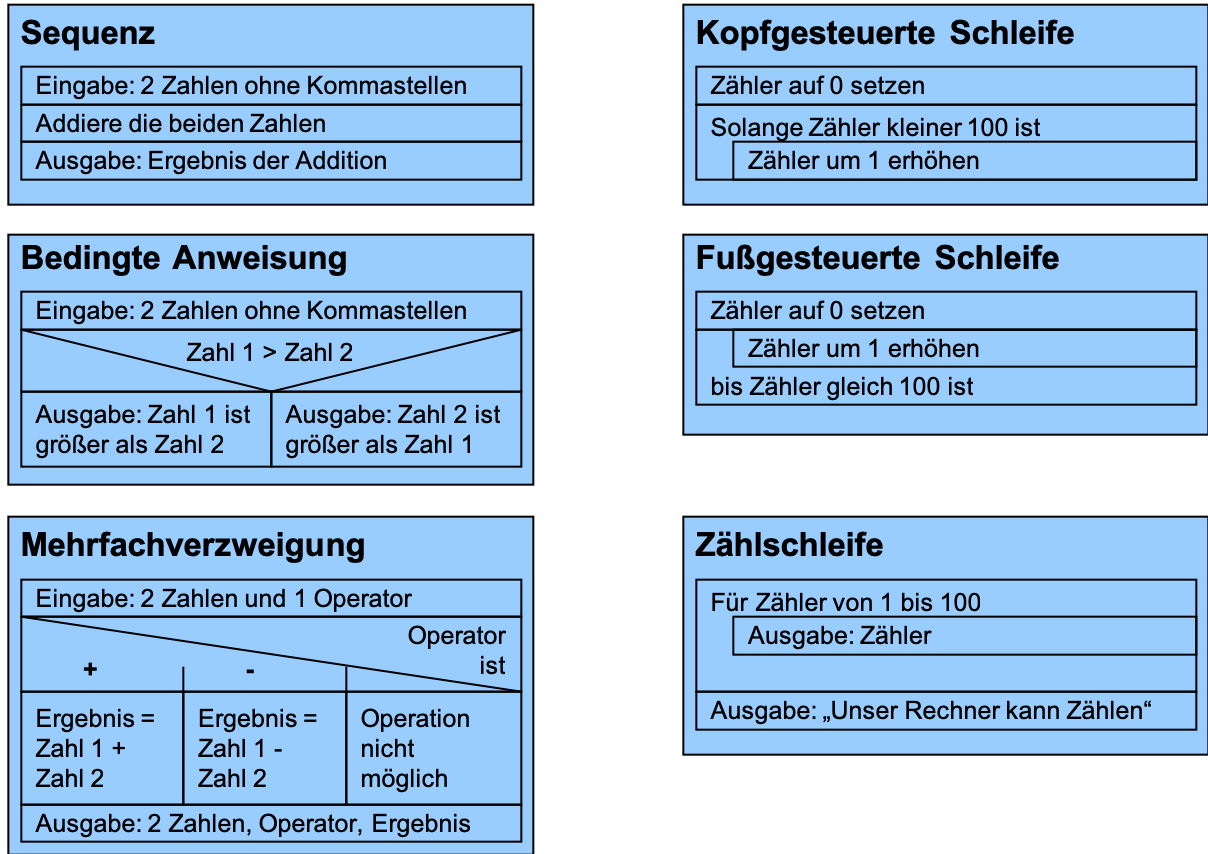 Sequenz
Eingabe: 2 Zahlen ohne Kommastellen
Addiere die beiden Zahlen
Ausgabe: Ergebnis der Addition
Bedingte Anweisung
Eingabe: 2 Zahlen ohne Kommastellen
Zahl 1 > Zahl 2
Ausgabe: Zahl 1 ist
größer als Zahl 2
Ausgabe: Zahl 2 ist
größer als Zahl 1
Mehrfachverzweigung
Eingabe: 2 Zahlen und 1 Operator
Operator
ist
+
-
Ergebnis =
Zahl 1 +
Zahl 2
Ergebnis =
Zahl 1 -
Zahl 2
Operation
nicht
möglich
Ausgabe: 2 Zahlen, Operator, Ergebnis
Kopfgesteuerte Schleife
Zähler auf 0 setzen
Solange Zähler kleiner 100 ist
Zähler um 1 erhöhen
Fußgesteuerte Schleife
Zähler auf 0 setzen
Zähler um 1 erhöhen
bis Zähler gleich 100 ist
Zählschleife
Für Zähler von 1 bis 100
Ausgabe: Zähler
Ausgabe: „Unser Rechner kann Zählen“